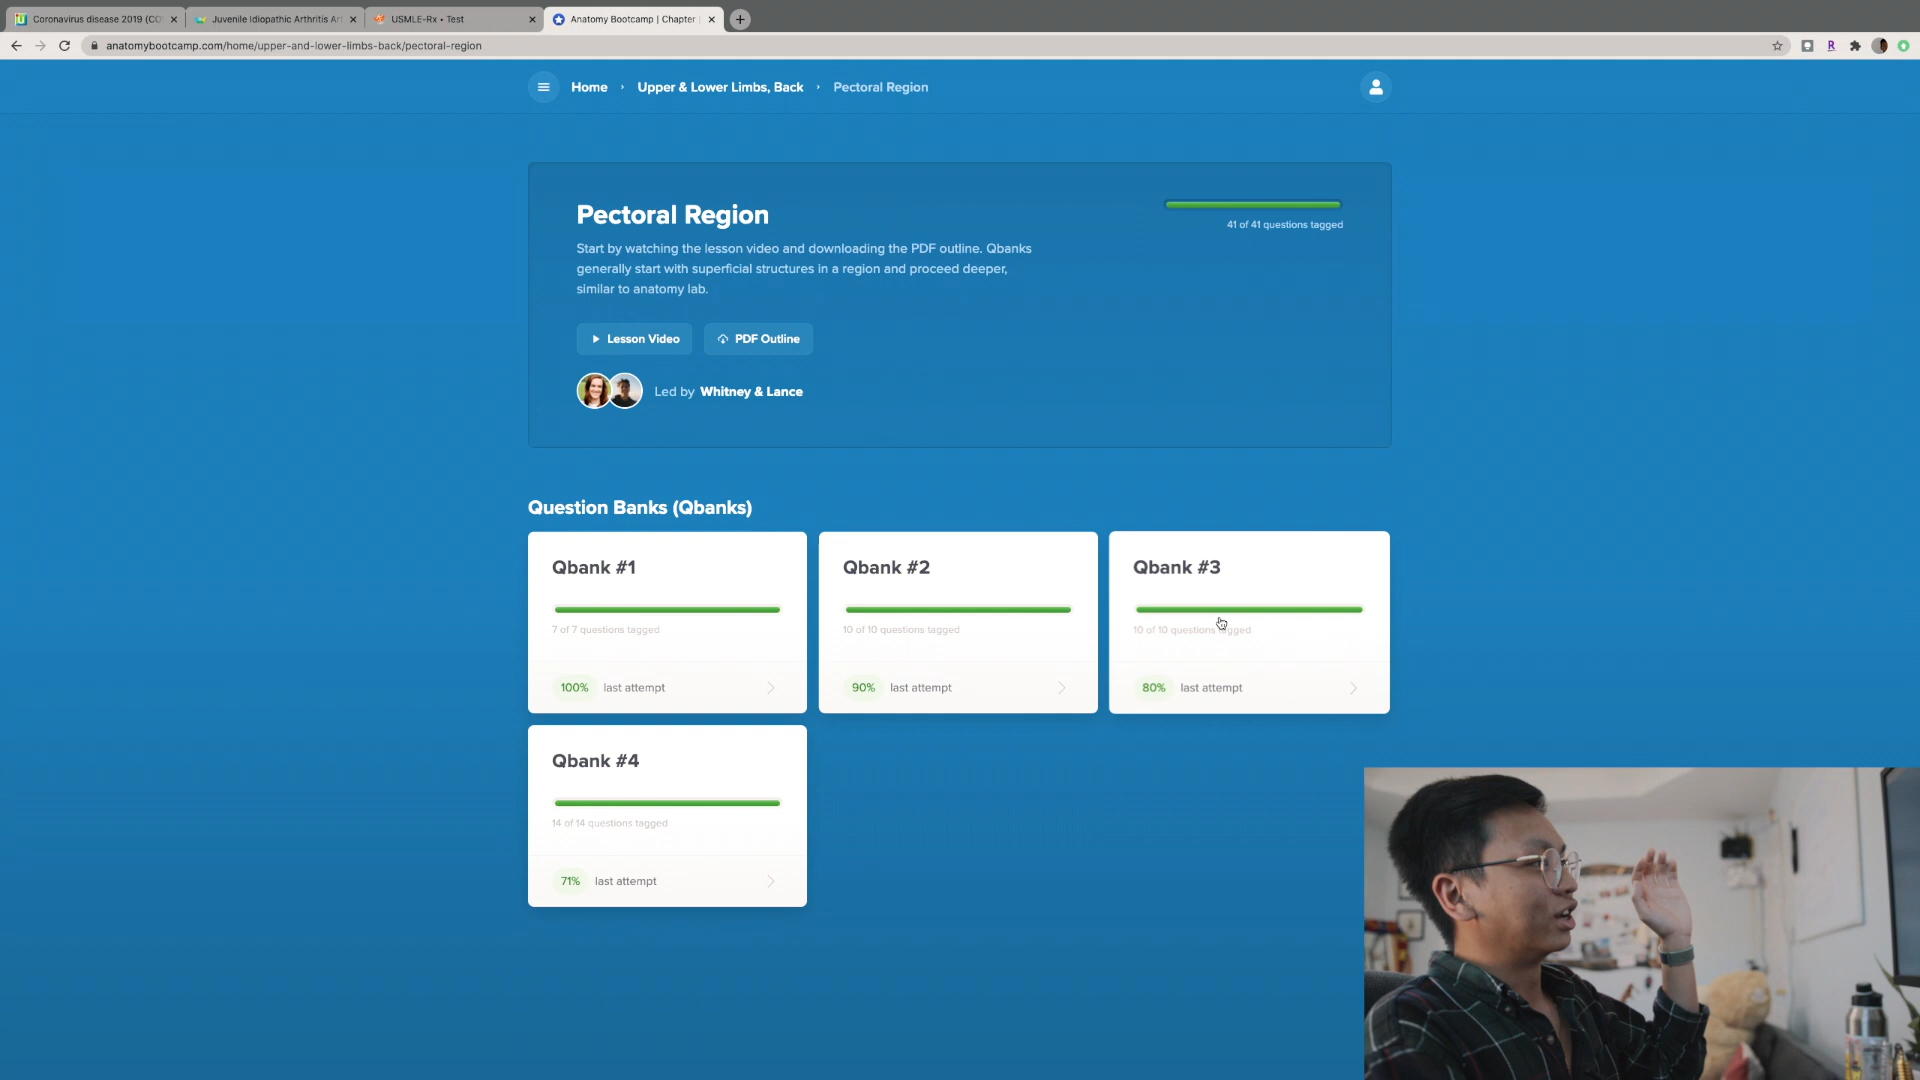 Coronavirus disease 2019 (CO
Juvenile Idiopathic Arthritis Ar
USMLE-Rx • Test
Anatomy Bootcamp | Chapter
anatomybootcamp.com/home/upper-and-lower-limbs-back/pectoral-region
Home › Upper & Lower Limbs, Back › Pectoral Region
Pectoral Region
41 of 41 questions tagged
Start by watching the lesson video and downloading the PDF outline. Qbanks
generally start with superficial structures in a region and proceed deeper,
similar to anatomy lab.
Lesson Video
PDF Outline
Led by Whitney & Lance
Question Banks (Qbanks)
Qbank #1
7 of 7 questions tagged
100% last attempt
Qbank #2
10 of 10 questions tagged
90% last attempt
Qbank #3
10 of 10 questions tagged
80% last attempt
Qbank #4
14 of 14 questions tagged
71% last attempt